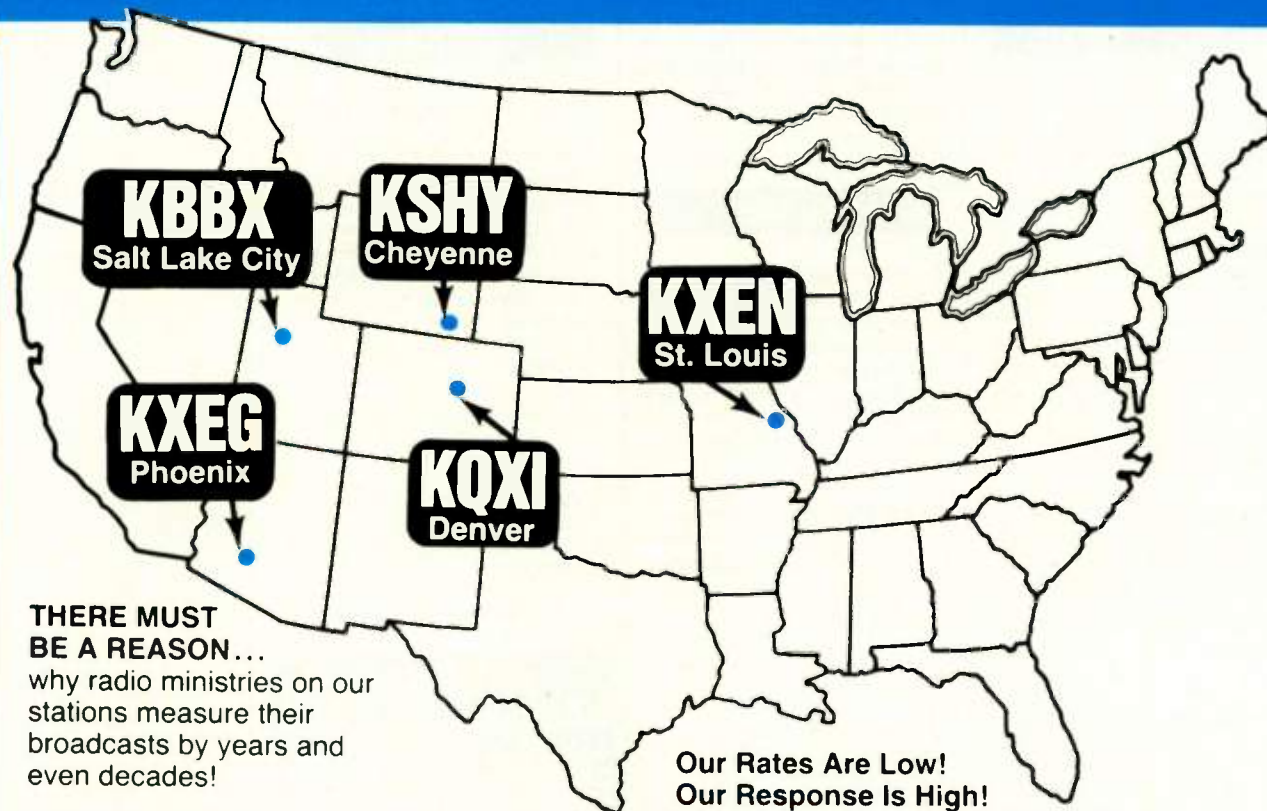 KBBX
Salt Lake City
KSHY
Cheyenne
KXEN
St. Louis
KXEG
Phoenix
KQXI
Denver
THERE MUST
BE A REASON...
why radio ministries on our
stations measure their
broadcasts by years and
even decades!
Our Rates Are Low!
Our Response Is High!